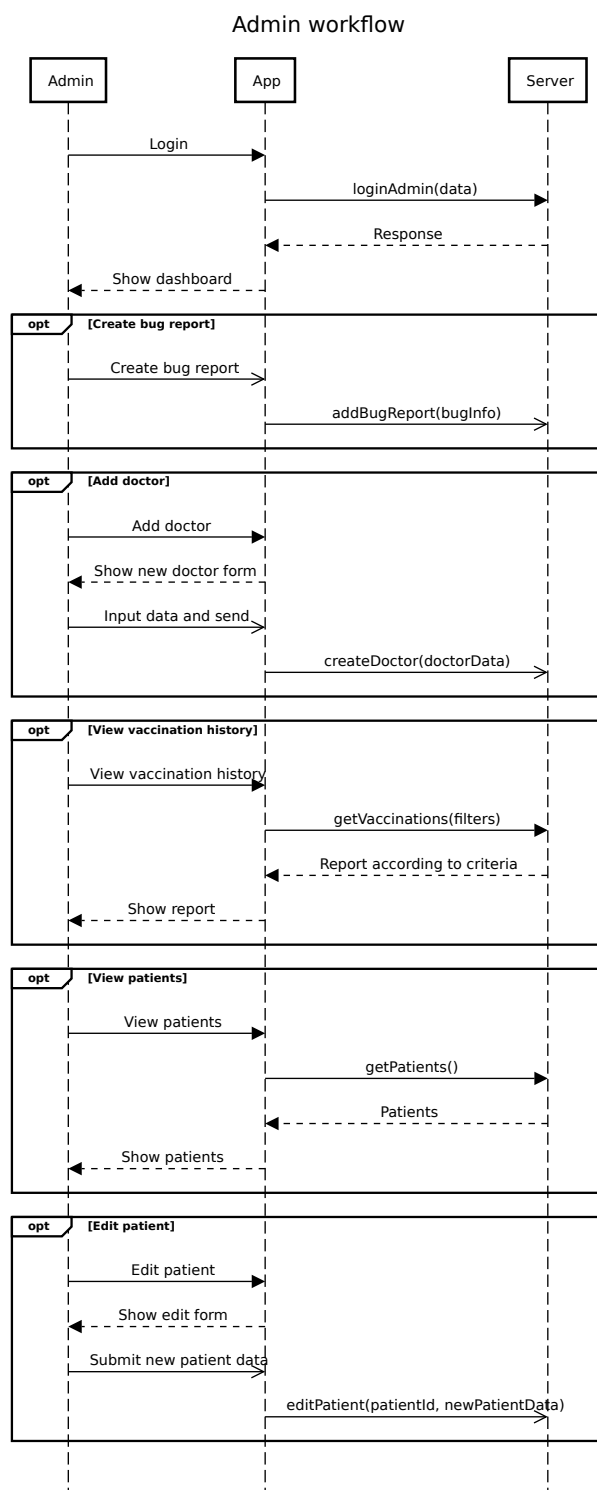 Admin workflow
Admin
App
Server
Login
loginAdmin(data)
Response
Show dashboard
opt
[Create bug report]
Create bug report
addBugReport(bugInfo)
opt
[Add doctor]
Add doctor
Show new doctor form
Input data and send
createDoctor(doctorData)
opt
[View vaccination history]
View vaccination history
getVaccinations(filters)
Report according to criteria
Show report
opt
[View patients]
View patients
getPatients()
Patients
Show patients
opt
[Edit patient]
Edit patient
Show edit form
Submit new patient data
editPatient(patientId, newPatientData)